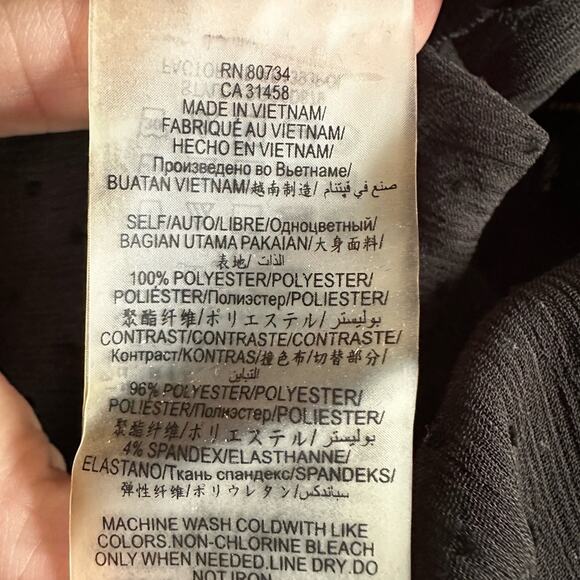 RN 80734
CA 31458
MADE IN VIETNAM/
FABRIQUÉ AU VIETNAM/
HECHO EN VIETNAM/
Произведено во Вьетнаме/
BUATAN VIETNAM/越南制造/ صنع في فيتنام
SELF/AUTO/LIBRE/Одноцветный/
BAGIAN UTAMA PAKAIAN/大身面料/
表地/ الذات
100% POLYESTER/POLYESTER/
POLIÉSTER/Полиэстер/POLIESTER/
聚酯纤维/ポリエステル/ بوليستر
CONTRAST/CONTRASTE/CONTRASTE/
Контраст/KONTRAS/撞色布/切替部分/
التباين
96% POLYESTER/POLYESTER/
POLIÉSTER/Полиэстер/POLIESTER/
聚酯纤维/ポリエステル/ بوليستر
4% SPANDEX/ELASTHANNE/
ELASTANO/Ткань спандекс/SPANDEKS/
弹性纤维/ポリウレタン/سباندكس
MACHINE WASH COLDWITH LIKE
COLORS.NON-CHLORINE BLEACH
ONLY WHEN NEEDED.LINE DRY.DO
NOT IRON